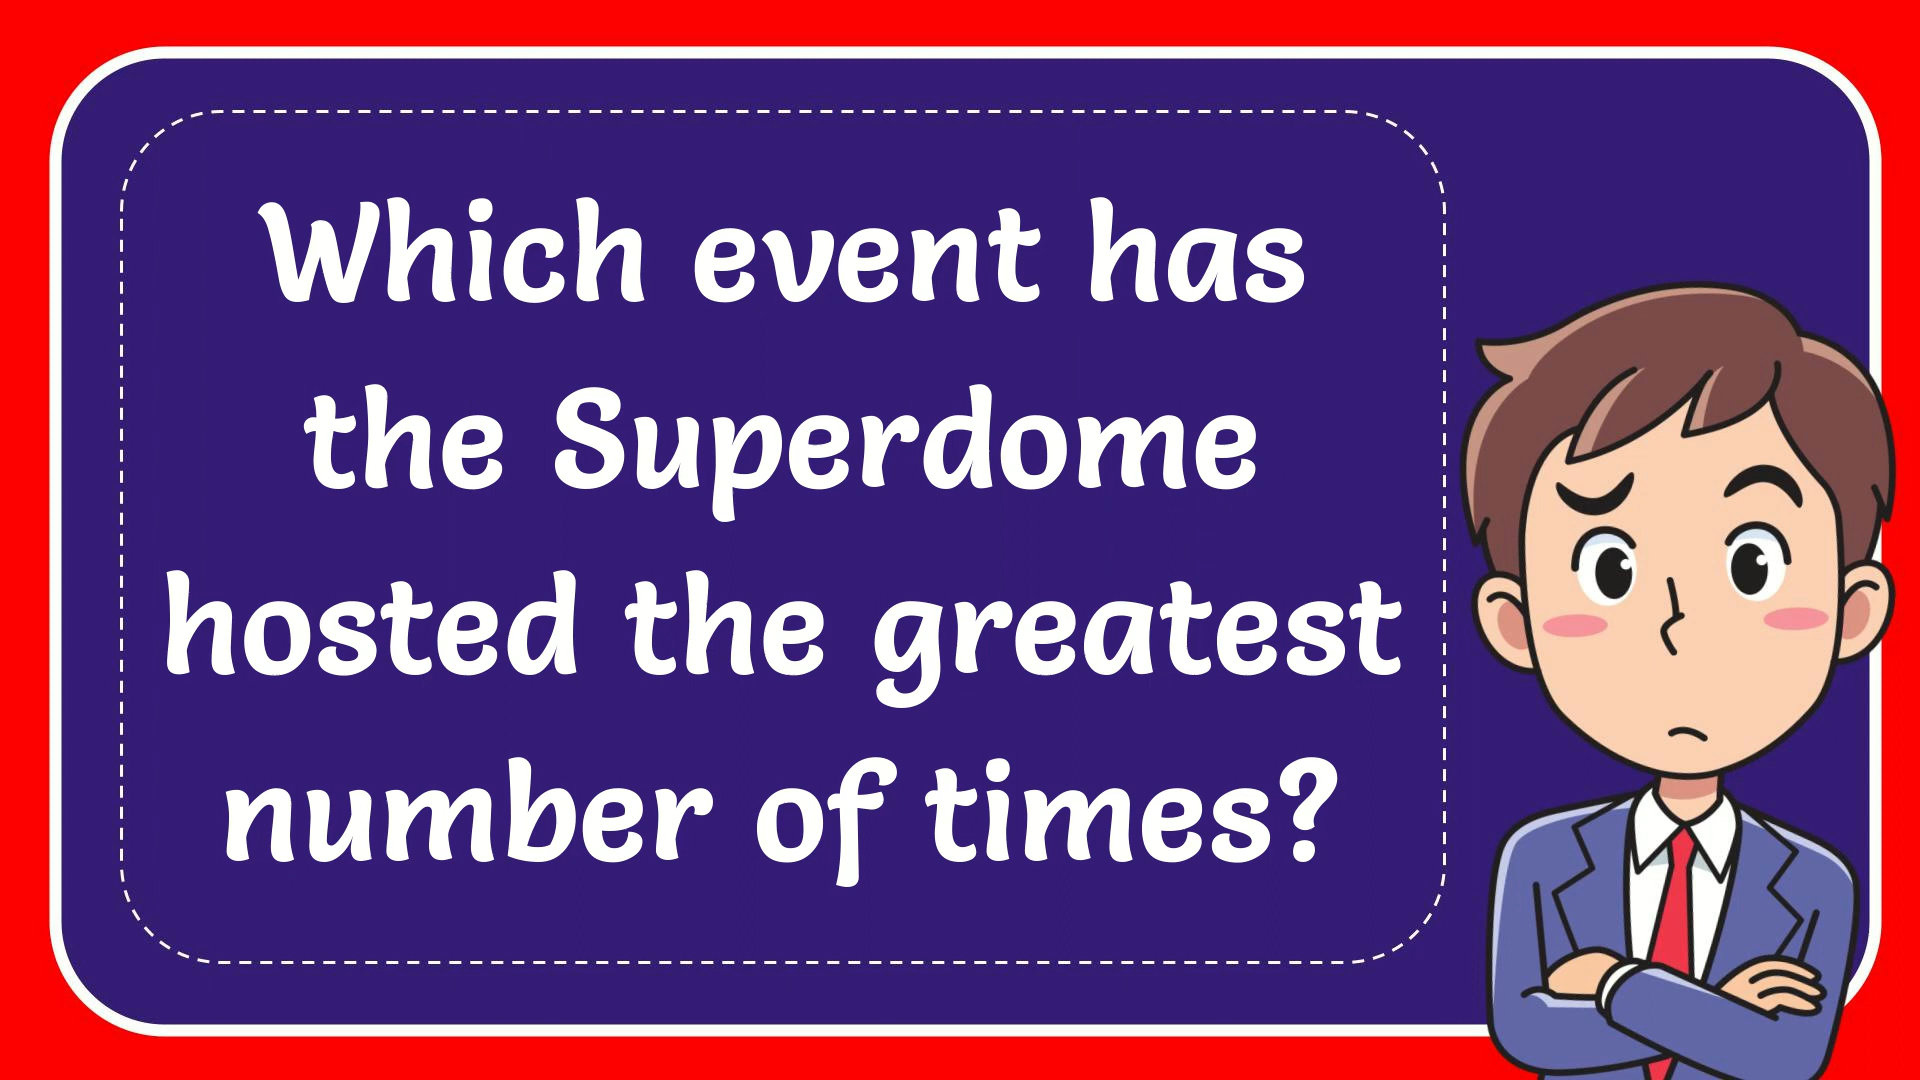 Which event has
the Superdome
hosted the greatest
number of times?